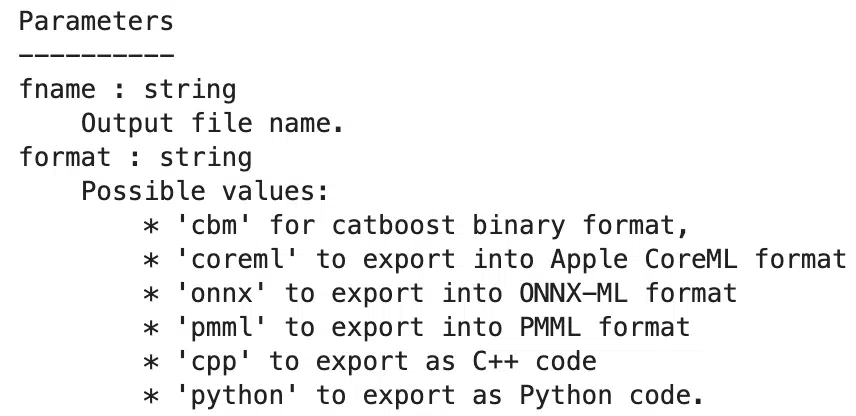 Parameters
----------
fname : string
    Output file name.
format : string
    Possible values:
        * 'cbm' for catboost binary format,
        * 'coreml' to export into Apple CoreML format
        * 'onnx' to export into ONNX-ML format
        * 'pmml' to export into PMML format
        * 'cpp' to export as C++ code
        * 'python' to export as Python code.